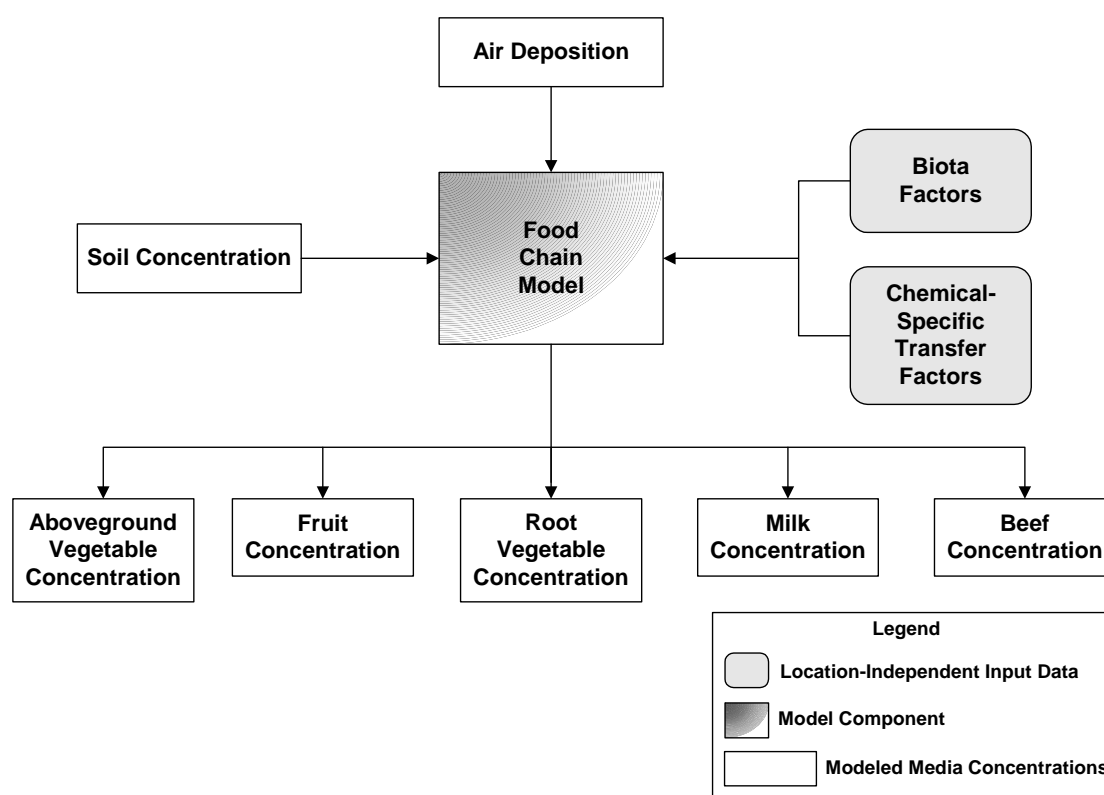 Air Deposition
Biota
Factors
Food
Chain
Model
Soil Concentration
Chemical-
Specific
Transfer
Factors
Aboveground
Vegetable
Concentration
Fruit
Concentration
Root
Vegetable
Concentration
Milk
Concentration
Beef
Concentration
Legend
Location-Independent Input Data
Model Component
Modeled Media Concentrations